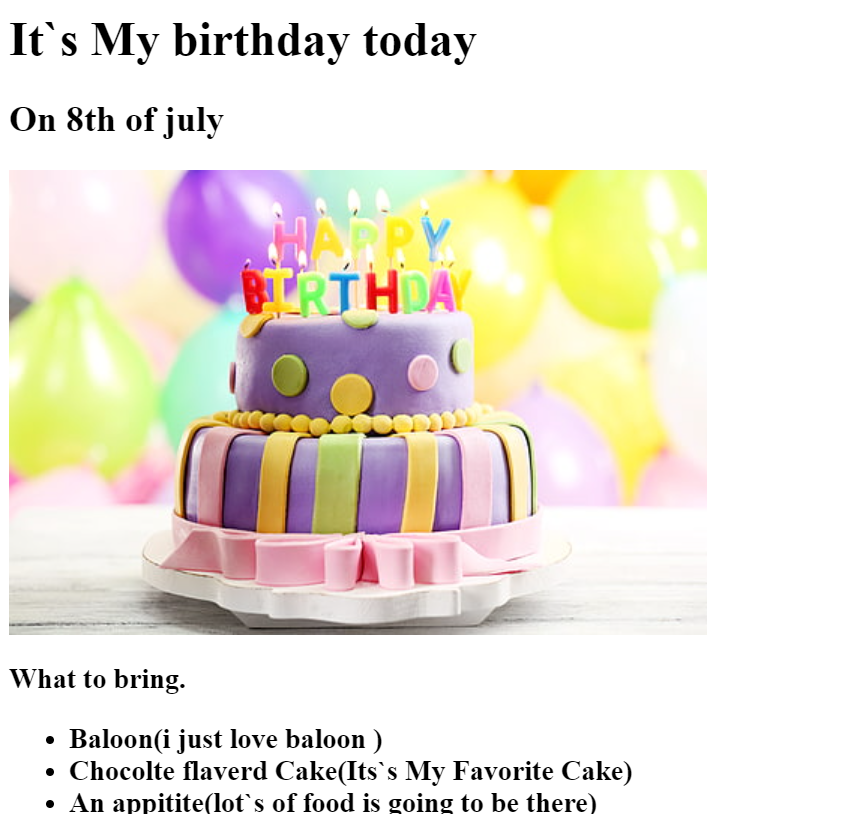 It`s My birthday today
On 8th of july
HAPPY
BIRTHDAY
What to bring.
Baloon(i just love baloon )
Chocolte flaverd Cake(Its`s My Favorite Cake)
An appitite(lot`s of food is going to be there)